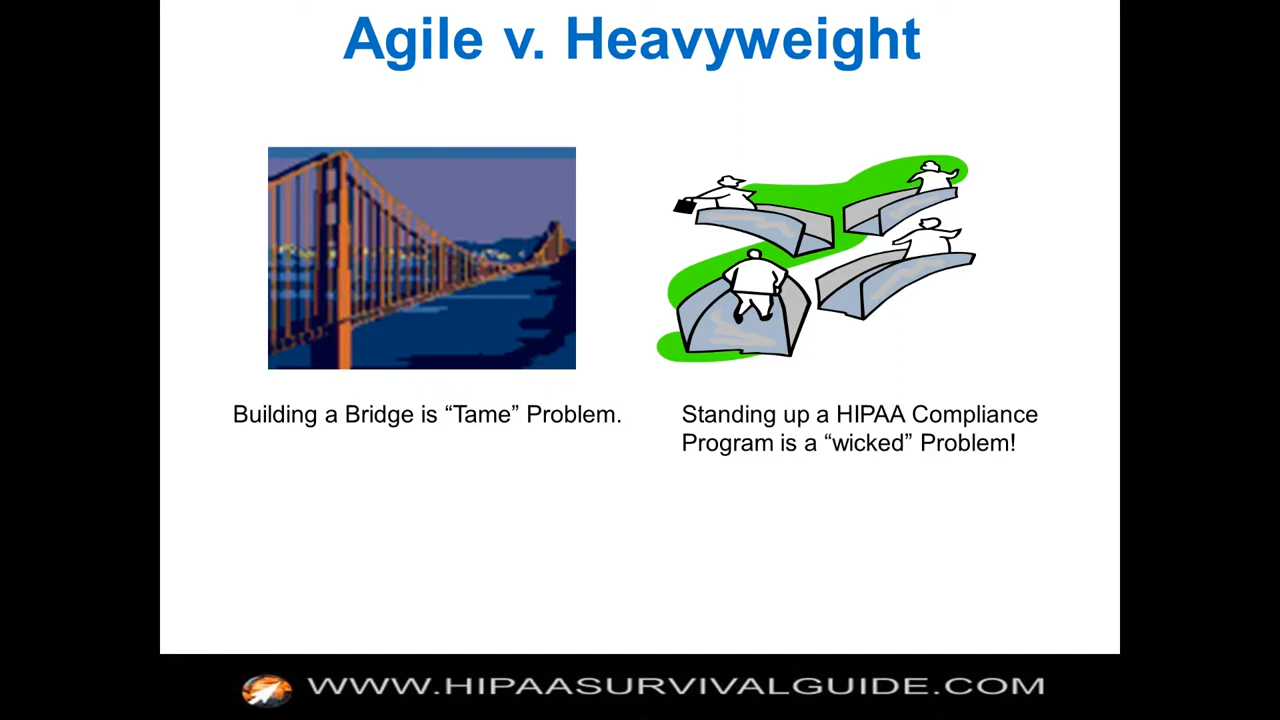 Agile v. Heavyweight
Building a Bridge is “Tame” Problem.
Standing up a HIPAA Compliance
Program is a “wicked” Problem!
WWW.HIPAASURVIVALGUIDE.COM